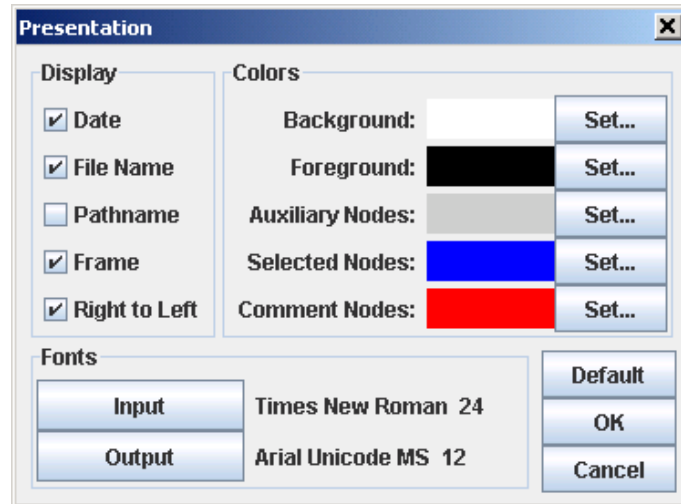 Presentation
Display
Date
File Name
Pathname
Frame
Right to Left
Colors
Background: Set...
Foreground: Set...
Auxiliary Nodes: Set...
Selected Nodes: Set...
Comment Nodes: Set...
Fonts
Input Times New Roman 24
Output Arial Unicode MS 12
Default
OK
Cancel